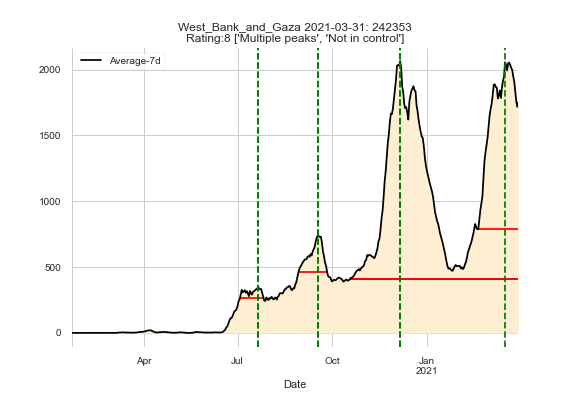 West_Bank_and_Gaza 2021-03-31: 242353
Rating:8 ['Multiple peaks', 'Not in control']
Average-7d
2000
1500
1000
500
0
Apr
Jul
Oct
Jan
2021
Date